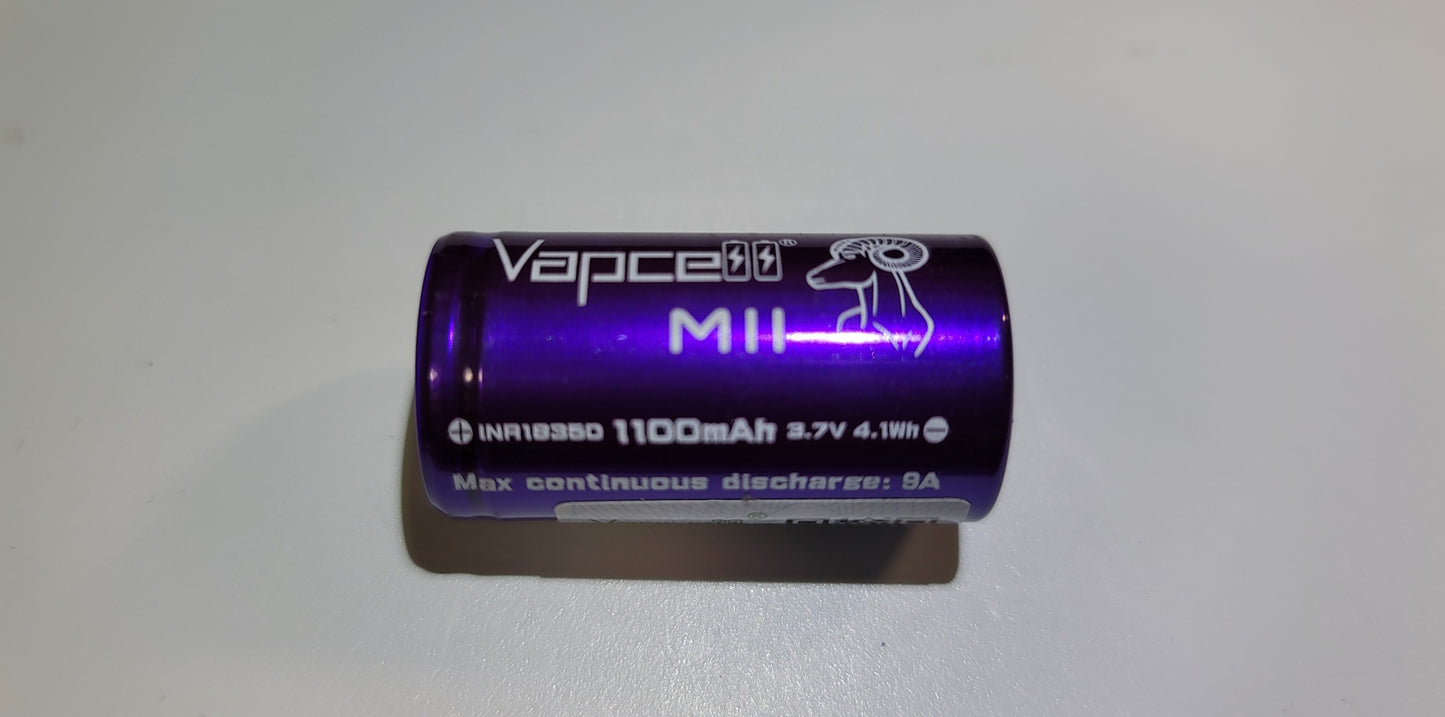 Vapcell®
M11
INR18350 1100mAh 3.7V 4.1Wh
Max continuous discharge: 9A